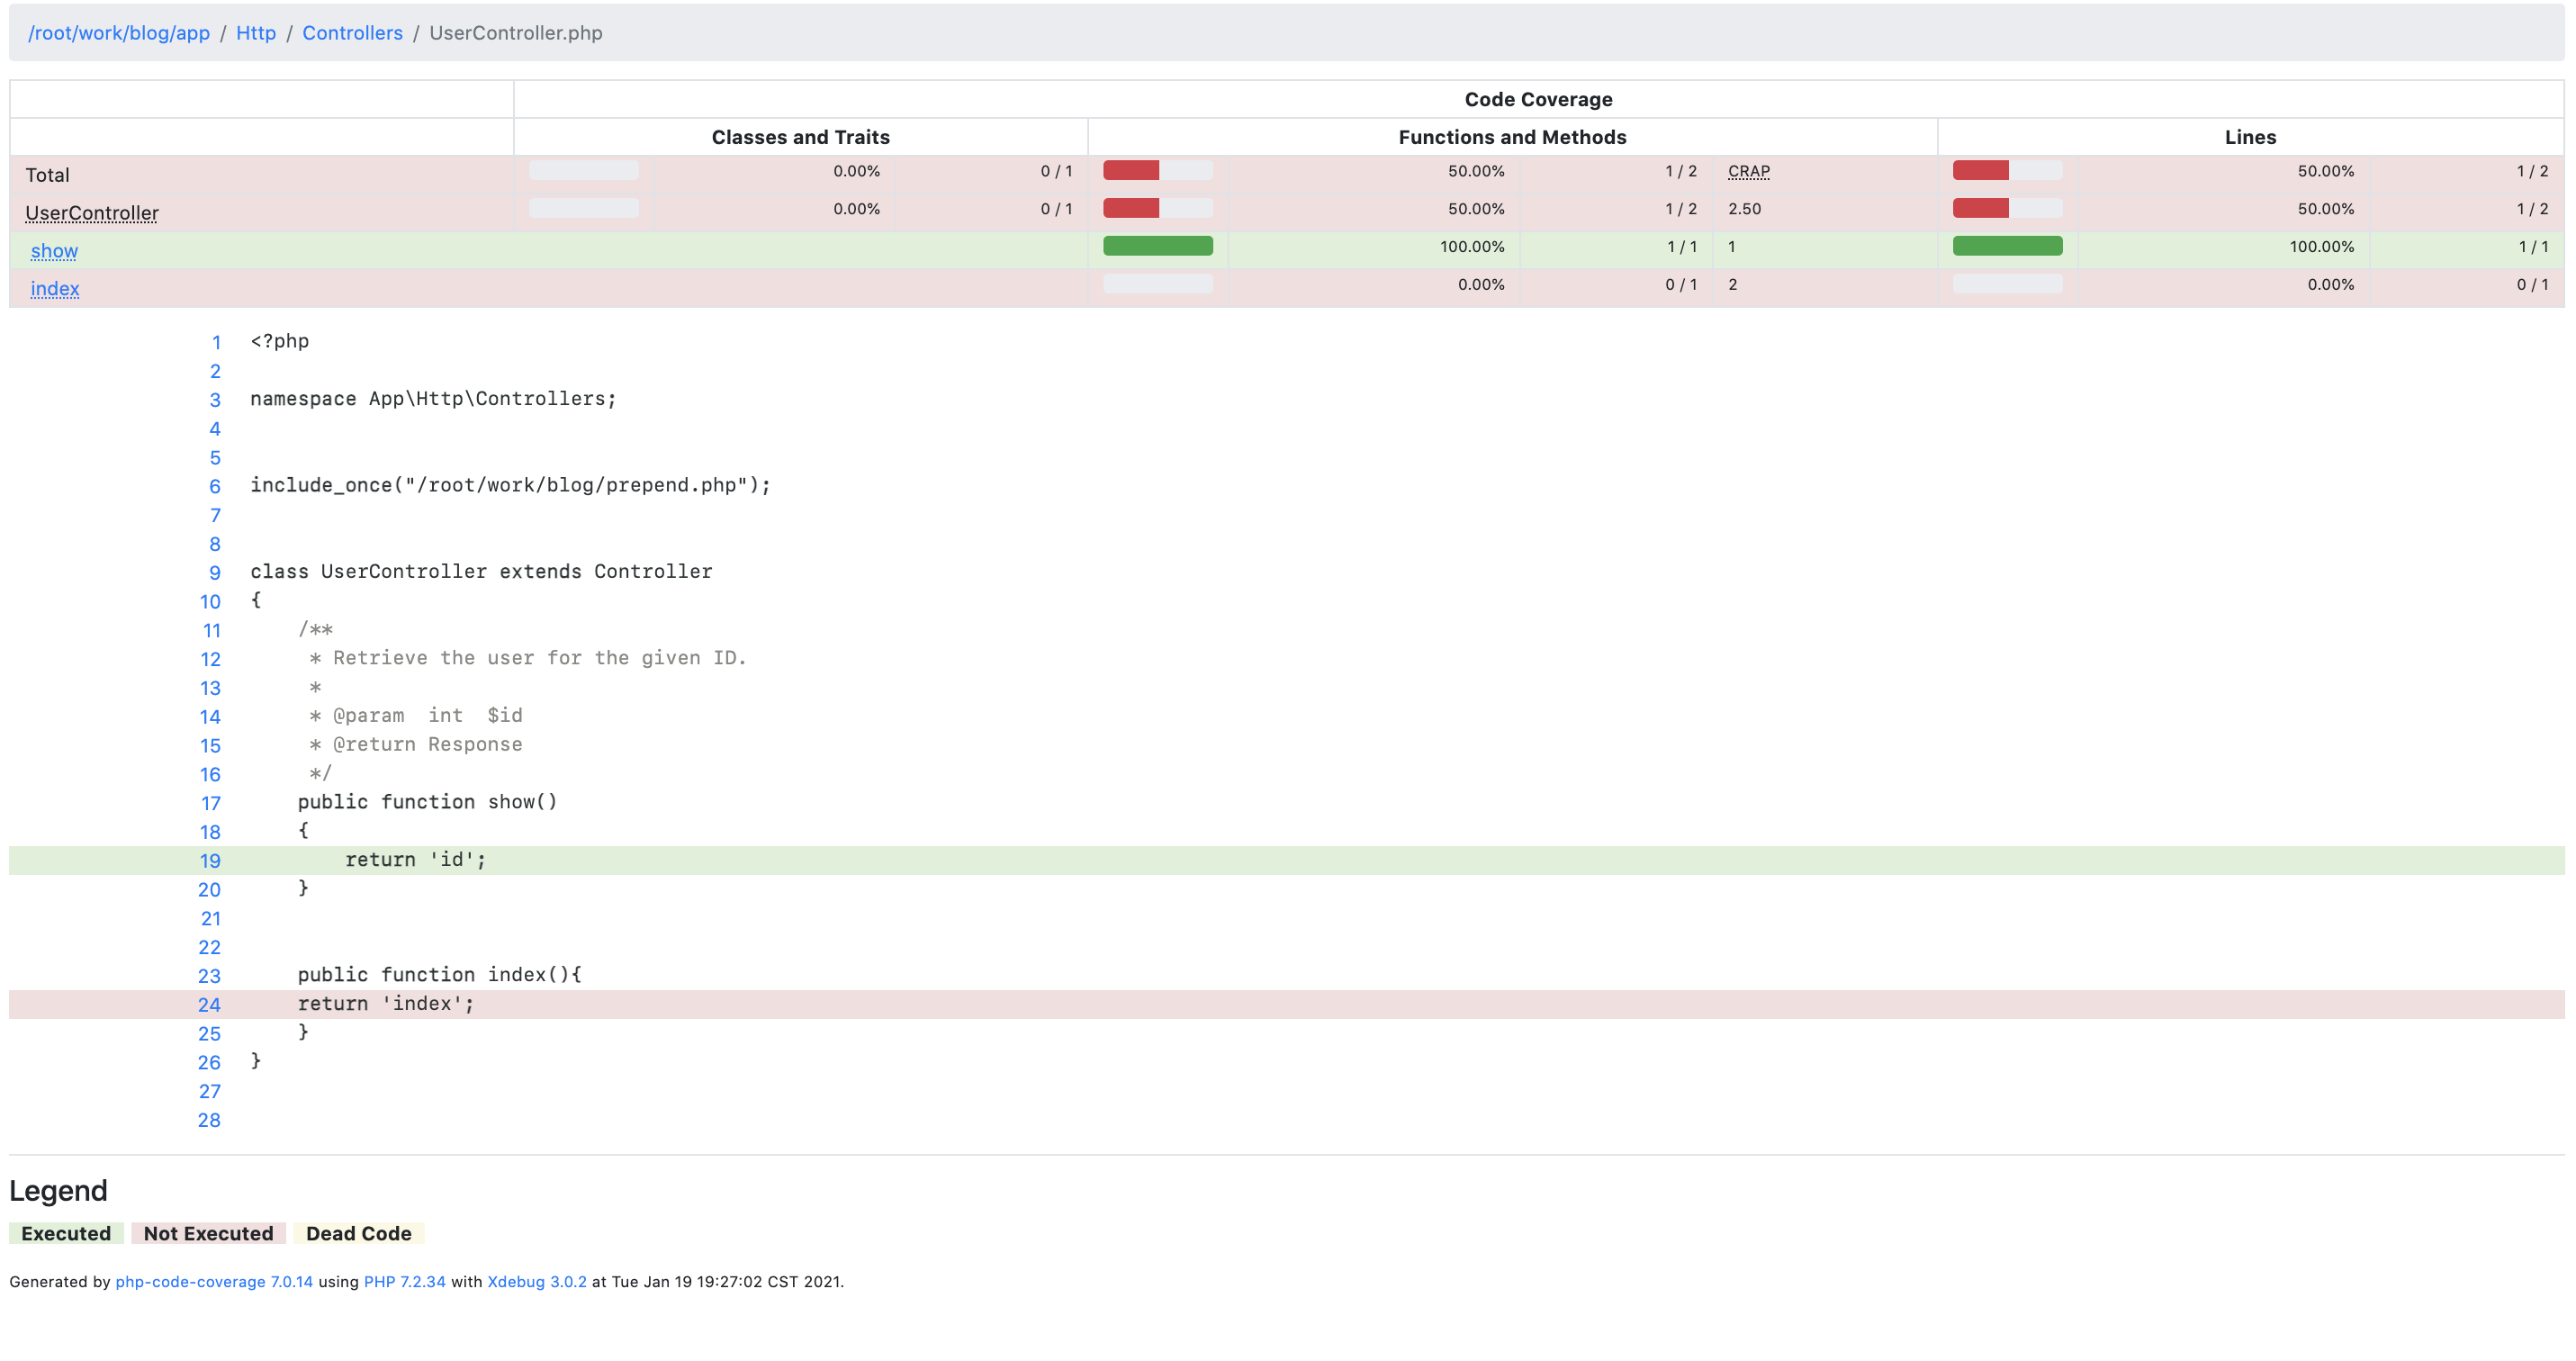 /root/work/blog/app / Http / Controllers / UserController.php
Code Coverage
Classes and Traits Functions and Methods Lines
Total 0.00% 0 / 1 50.00% 1 / 2 CRAP 50.00% 1 / 2
UserController 0.00% 0 / 1 50.00% 1 / 2 2.50 50.00% 1 / 2
show 100.00% 1 / 1 1 100.00% 1 / 1
index 0.00% 0 / 1 2 0.00% 0 / 1
1 <?php
2
3 namespace App\Http\Controllers;
4
5
6 include_once("/root/work/blog/prepend.php");
7
8
9 class UserController extends Controller
10 {
11     /**
12      * Retrieve the user for the given ID.
13      *
14      * @param  int  $id
15      * @return Response
16      */
17     public function show()
18     {
19         return 'id';
20     }
21
22
23     public function index(){
24     return 'index';
25     }
26 }
27
28
Legend
Executed Not Executed Dead Code
Generated by php-code-coverage 7.0.14 using PHP 7.2.34 with Xdebug 3.0.2 at Tue Jan 19 19:27:02 CST 2021.